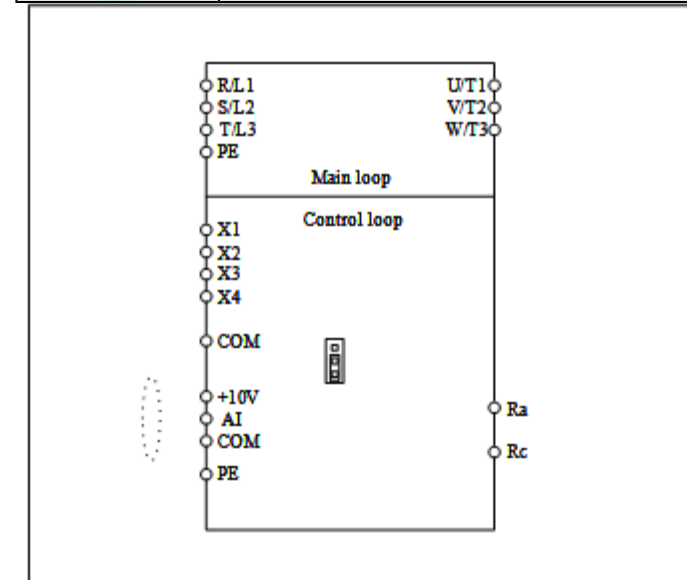 R/L1 U/T1
S/L2 V/T2
T/L3 W/T3
PE
Main loop
Control loop
X1
X2
X3
X4
COM
+10V
AI
Ra
COM
Rc
PE